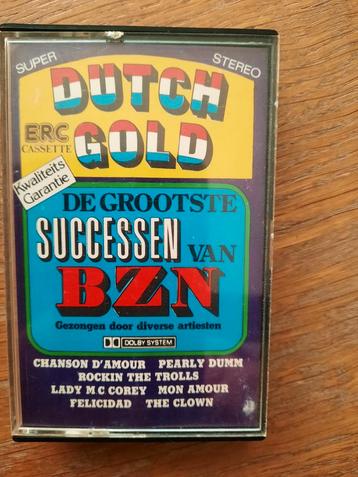 SUPER STEREO
DUTCH
GOLD
ERC
CASSETTE
Kwaliteits
Garantie
DE GROOTSTE
SUCCESSEN VAN
BZN
Gezongen door diverse artiesten
DOLBY SYSTEM
CHANSON D'AMOUR PEARLY DUMM
ROCKIN THE TROLLS
LADY M.C COREY MON AMOUR
FELICIDAD THE CLOWN